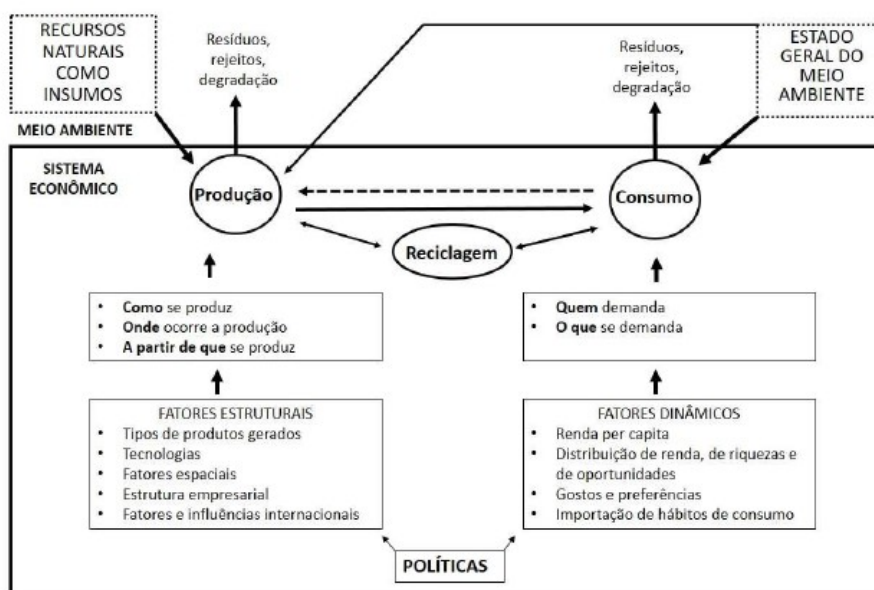 RECURSOS
NATURAIS
COMO
INSUMOS
Resíduos,
rejeitos,
degradação
Resíduos,
rejeitos,
degradação
ESTADO
GERAL DO
MEIO
AMBIENTE
MEIO AMBIENTE
SISTEMA
ECONÔMICO
Produção
Consumo
Reciclagem
• Como se produz
• Onde ocorre a produção
• A partir de que se produz
• Quem demanda
• O que se demanda
FATORES ESTRUTURAIS
• Tipos de produtos gerados
• Tecnologias
• Fatores espaciais
• Estrutura empresarial
• Fatores e influências internacionais
FATORES DINÂMICOS
• Renda per capita
• Distribuição de renda, de riquezas e
• de oportunidades
• Gostos e preferências
• Importação de hábitos de consumo
POLÍTICAS